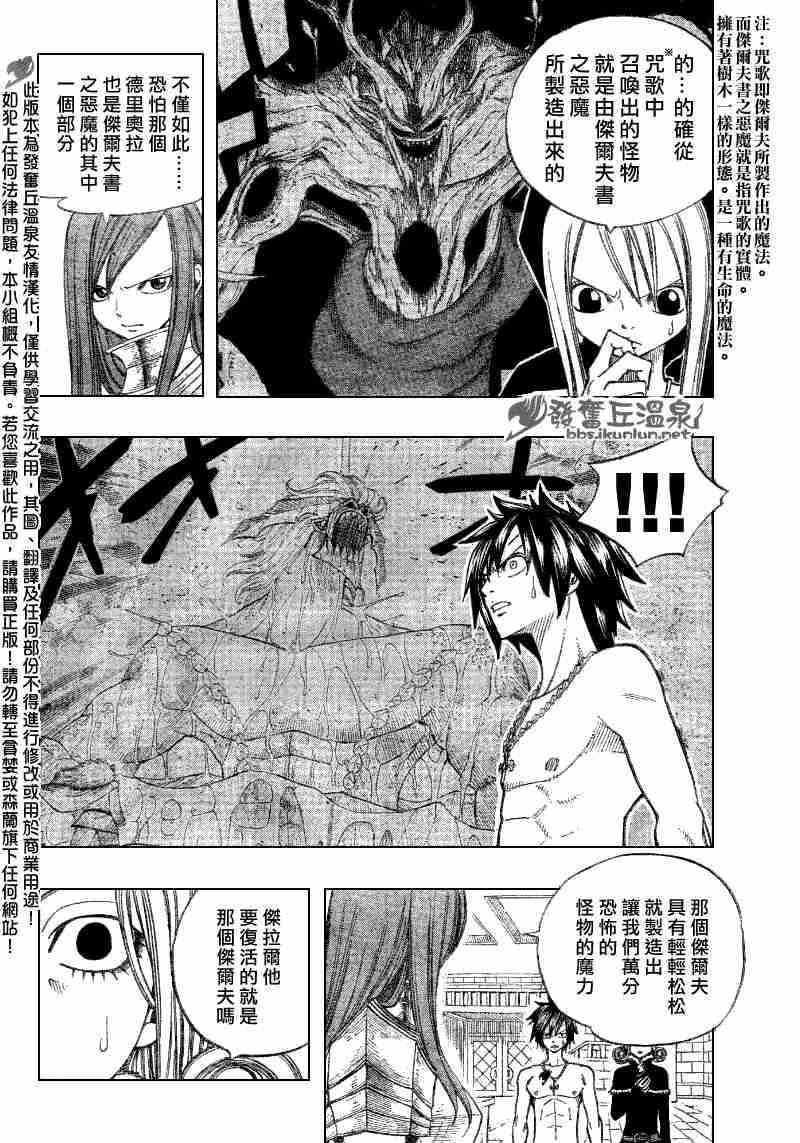 注：咒歌即傑爾夫所製作出的魔法。
而傑爾夫書之惡魔就是指咒歌的實體。
擁有著樹木一樣的形態。是一種有生命的魔法。
的…的確從
咒歌中
※
召喚出的怪物
就是由傑爾夫書
之惡魔
所製造出來的
不僅如此……
恐怕那個
德里奧拉
也是傑爾夫書
之惡魔的其中
一個部分
發奮丘溫泉
bbs.ikunlun.net
!!!
那個傑爾夫
具有輕輕松松
就製造出
讓我們萬分
恐怖的
怪物的魔力
傑拉爾他
要復活的就是
那個傑爾夫嗎
此版本為發奮丘溫泉友情漢化，僅供學習交流之用，其圖、翻譯及任何部份不得進行修改或用於商業用途！
如犯上任何法律問題，本小組概不負責。若您喜歡此作品，請購買正版！請勿轉至貪婪或森蘭旗下任何網站！